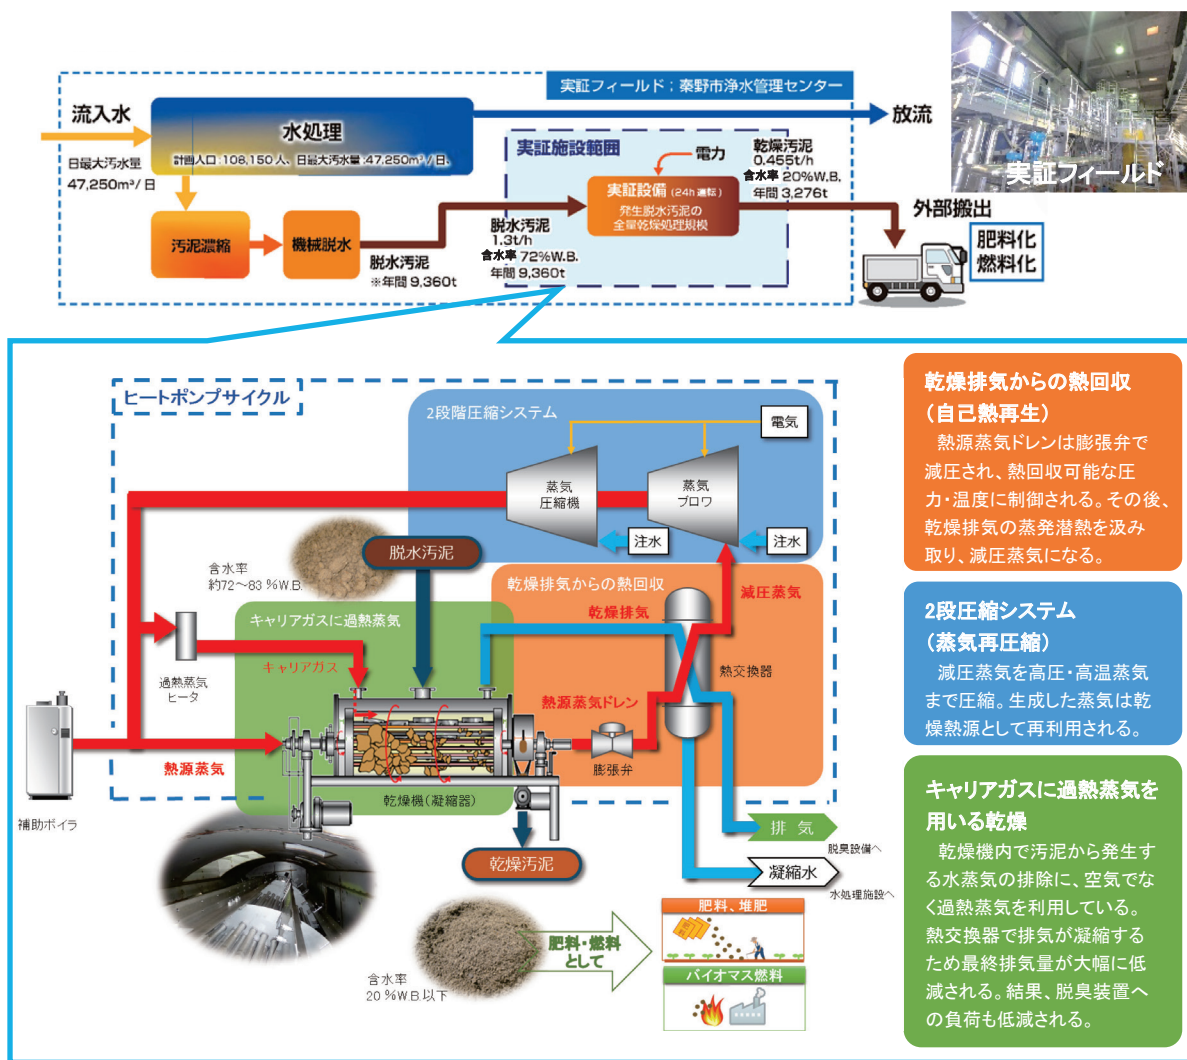 実証フィールド：秦野市浄水管理センター
流入水
日最大汚水量
47,250m³/日
水処理
計画人口：108,150人、日最大汚水量：47,250m³/日、
放流
汚泥濃縮
機械脱水
脱水汚泥
※年間 9,360t
実証施設範囲
電力
脱水汚泥
1.3t/h
含水率 72%W.B.
年間 9,360t
実証設備（24h 運転）
発生脱水汚泥の
全量乾燥処理規模
乾燥汚泥
0.455t/h
含水率 20%W.B.
年間 3,276t
外部搬出
肥料化
燃料化
実証フィールド
ヒートポンプサイクル
2段階圧縮システム
電気
蒸気
圧縮機
蒸気
ブロワ
注水
注水
脱水汚泥
含水率
約72～83 %W.B.
乾燥排気からの熱回収
減圧蒸気
乾燥排気
キャリアガスに過熱蒸気
キャリアガス
過熱蒸気
ヒータ
熱交換器
熱源蒸気ドレン
膨張弁
熱源蒸気
乾燥機（凝縮器）
補助ボイラ
排 気
脱臭設備へ
凝縮水
水処理施設へ
乾燥汚泥
含水率
20 %W.B.以下
肥料・燃料
として
肥料、堆肥
バイオマス燃料
乾燥排気からの熱回収
（自己熱再生）
熱源蒸気ドレンは膨張弁で
減圧され、熱回収可能な圧
力・温度に制御される。その後、
乾燥排気の蒸発潜熱を汲み
取り、減圧蒸気になる。
2段圧縮システム
（蒸気再圧縮）
減圧蒸気を高圧・高温蒸気
まで圧縮。生成した蒸気は乾
燥熱源として再利用される。
キャリアガスに過熱蒸気を
用いる乾燥
乾燥機内で汚泥から発生す
る水蒸気の排除に、空気でな
く過熱蒸気を利用している。
熱交換器で排気が凝縮する
ため最終排気量が大幅に低
減される。結果、脱臭装置へ
の負荷も低減される。